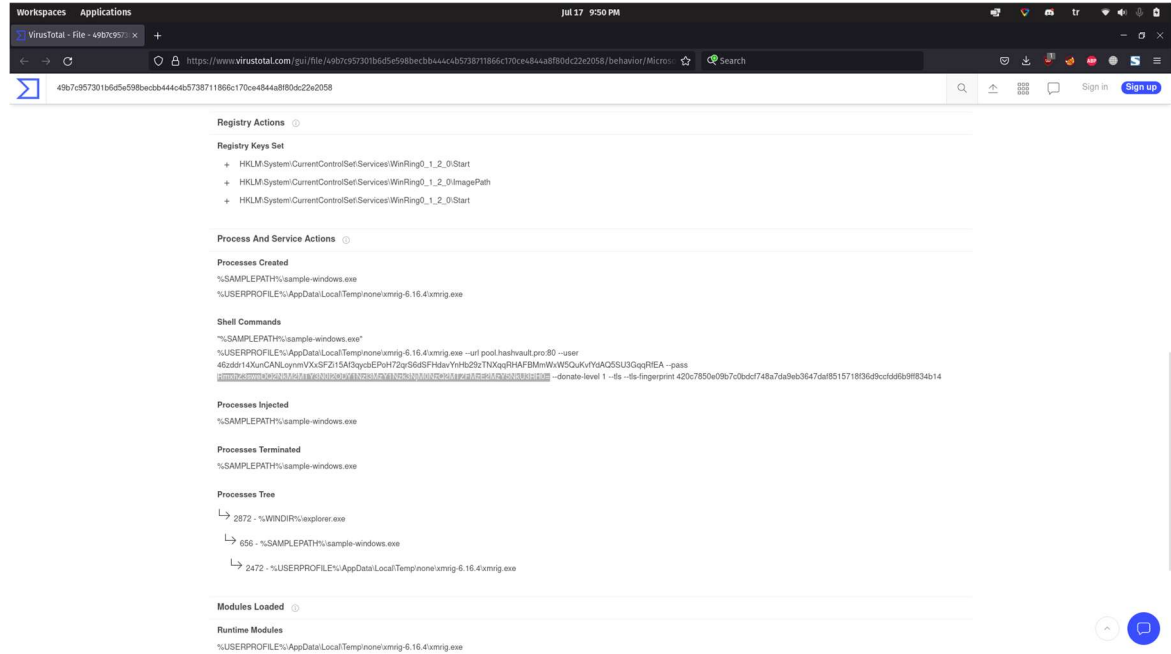 Workspaces Applications
Jul 17 9:50 PM
tr
VirusTotal - File - 49b7c9573
https://www.virustotal.com/gui/file/49b7c957301b6d5e598becbb444c4b5738711866c170ce4844a8f80dc22e2058/behavior/Micros
Search
49b7c957301b6d5e598becbb444c4b5738711866c170ce4844a8f80dc22e2058
Sign in
Sign up
Registry Actions
Registry Keys Set
+ HKLM\System\CurrentControlSet\Services\WinRing0_1_2_0\Start
+ HKLM\System\CurrentControlSet\Services\WinRing0_1_2_0\ImagePath
+ HKLM\System\CurrentControlSet\Services\WinRing0_1_2_0\Start
Process And Service Actions
Processes Created
%SAMPLEPATH%\sample-windows.exe
%USERPROFILE%\AppData\Local\Temp\none\xmrig-6.16.4\xmrig.exe
Shell Commands
"%SAMPLEPATH%\sample-windows.exe"
%USERPROFILE%\AppData\Local\Temp\none\xmrig-6.16.4\xmrig.exe --url pool.hashvault.pro:80 --user
46zddr14XunCANLoynmVXxSFZi15Af3qycbEPoH72qrS6dSFHdavYnHb29zTNXqqRHAFBMmWxW5QuKvfYdAQ5SU3GqqRfEA --pass
--donate-level 1 --tls --tls-fingerprint 420c7850e09b7c0bdcf748a7da9eb3647daf8515718f36d9ccfdd6b9ff834b14
Processes Injected
%SAMPLEPATH%\sample-windows.exe
Processes Terminated
%SAMPLEPATH%\sample-windows.exe
Processes Tree
2872 - %WINDIR%\explorer.exe
656 - %SAMPLEPATH%\sample-windows.exe
2472 - %USERPROFILE%\AppData\Local\Temp\none\xmrig-6.16.4\xmrig.exe
Modules Loaded
Runtime Modules
%USERPROFILE%\AppData\Local\Temp\none\xmrig-6.16.4\xmrig.exe